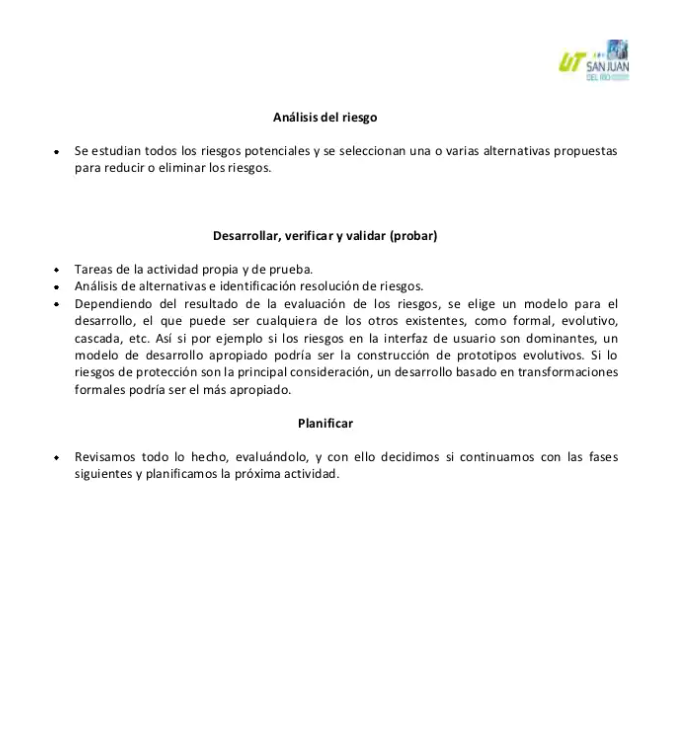 UT
SAN JUAN
DEL RÍO
Análisis del riesgo
• Se estudian todos los riesgos potenciales y se seleccionan una o varias alternativas propuestas
para reducir o eliminar los riesgos.
Desarrollar, verificar y validar (probar)
• Tareas de la actividad propia y de prueba.
• Análisis de alternativas e identificación resolución de riesgos.
• Dependiendo del resultado de la evaluación de los riesgos, se elige un modelo para el
desarrollo, el que puede ser cualquiera de los otros existentes, como formal, evolutivo,
cascada, etc. Así si por ejemplo si los riesgos en la interfaz de usuario son dominantes, un
modelo de desarrollo apropiado podría ser la construcción de prototipos evolutivos. Si lo
riesgos de protección son la principal consideración, un desarrollo basado en transformaciones
formales podría ser el más apropiado.
Planificar
• Revisamos todo lo hecho, evaluándolo, y con ello decidimos si continuamos con las fases
siguientes y planificamos la próxima actividad.